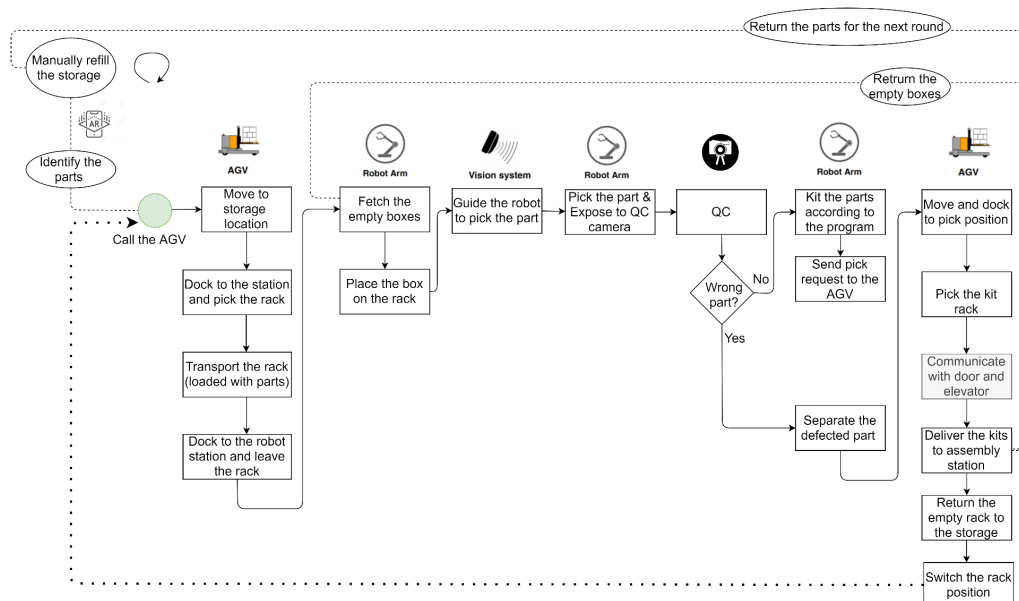 Return the parts for the next round
Manually refill
the storage
Retrurn the
empty boxes
AR
Identify the
parts
Call the AGV
AGV
Move to
storage
location
Dock to the station
and pick the rack
Transport the rack
(loaded with parts)
Dock to the robot
station and leave
the rack
Robot Arm
Fetch the
empty boxes
Place the box
on the rack
Vision system
Guide the robot
to pick the part
Robot Arm
Pick the part &
Expose to QC
camera
QC
Wrong
part?
No
Yes
Robot Arm
Kit the parts
according to
the program
Send pick
request to the
AGV
Separate the
defected part
AGV
Move and dock
to pick position
Pick the kit
rack
Communicate
with door and
elevator
Deliver the kits
to assembly
station
Return the
empty rack to
the storage
Switch the rack
position